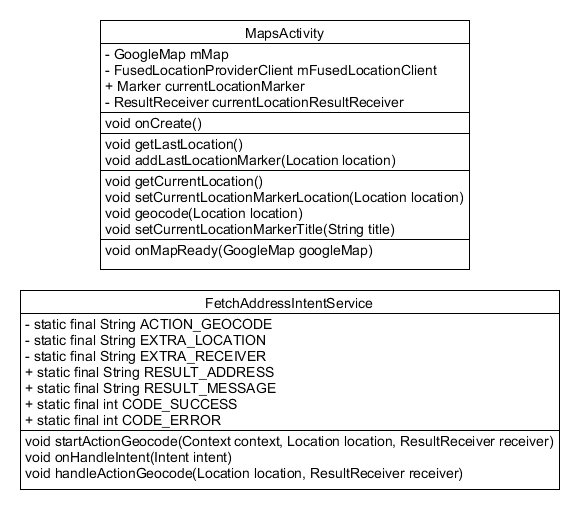 MapsActivity
- GoogleMap mMap
- FusedLocationProviderClient mFusedLocationClient
+ Marker currentLocationMarker
- ResultReceiver currentLocationResultReceiver
void onCreate()
void getLastLocation()
void addLastLocationMarker(Location location)
void getCurrentLocation()
void setCurrentLocationMarkerLocation(Location location)
void geocode(Location location)
void setCurrentLocationMarkerTitle(String title)
void onMapReady(GoogleMap googleMap)
FetchAddressIntentService
- static final String ACTION_GEOCODE
- static final String EXTRA_LOCATION
- static final String EXTRA_RECEIVER
+ static final String RESULT_ADDRESS
+ static final String RESULT_MESSAGE
+ static final int CODE_SUCCESS
+ static final int CODE_ERROR
void startActionGeocode(Context context, Location location, ResultReceiver receiver)
void onHandleIntent(Intent intent)
void handleActionGeocode(Location location, ResultReceiver receiver)